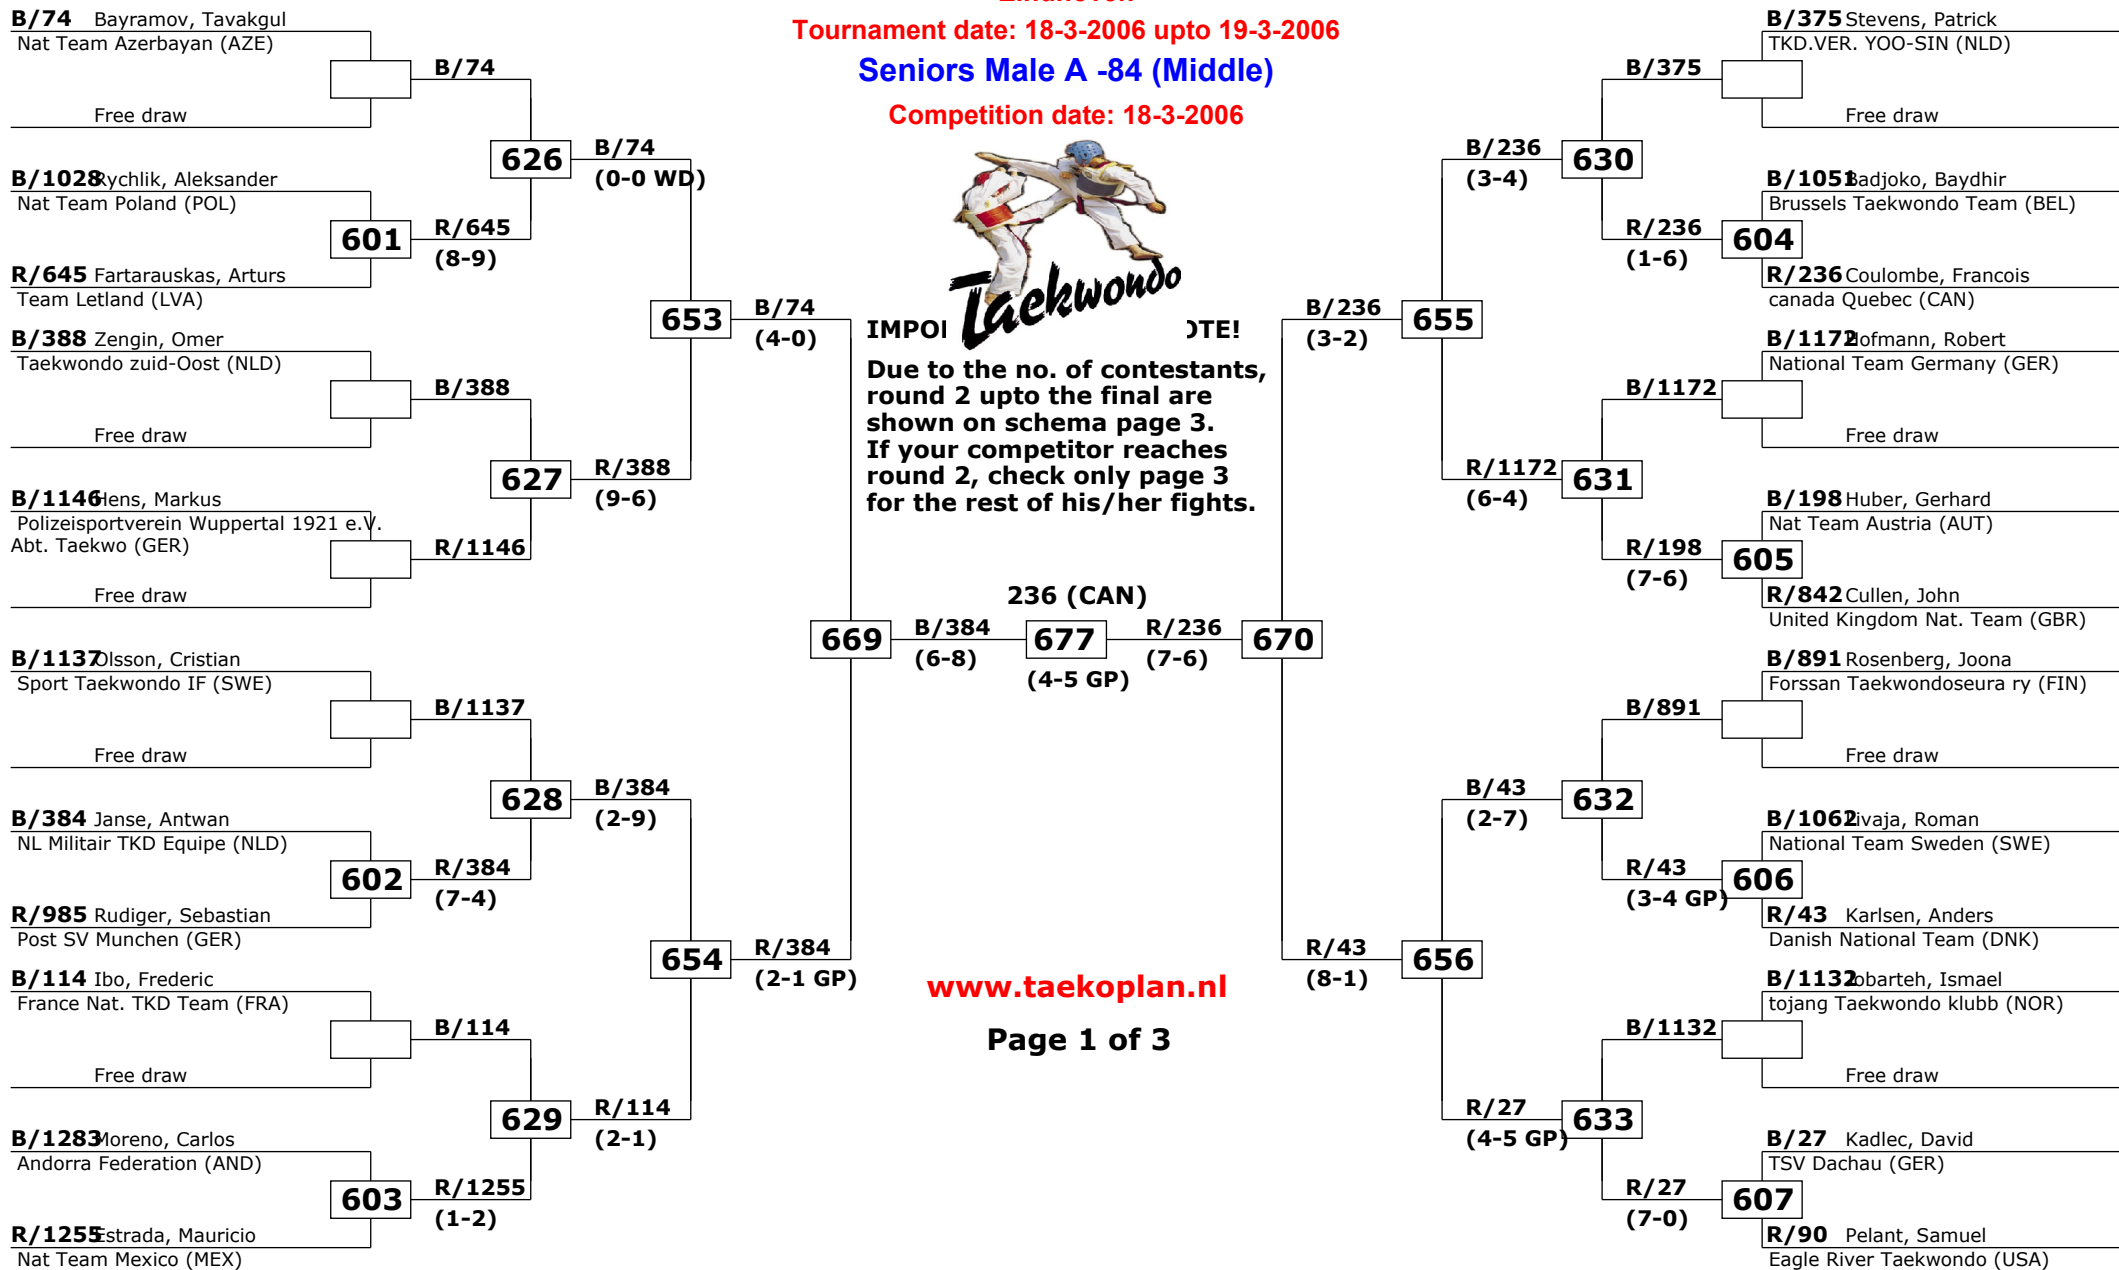 B/74 Bayramov, Tavakgul
Nat Team Azerbayan (AZE)
Free draw
B/1028 Rychlik, Aleksander
Nat Team Poland (POL)
601
R/645 Fartarauskas, Arturs
Team Letland (LVA)
B/388 Zengin, Omer
Taekwondo zuid-Oost (NLD)
Free draw
B/1146 Hens, Markus
Polizeisportverein Wuppertal 1921 e.V.
Abt. Taekwo (GER)
Free draw
B/1137 Olsson, Cristian
Sport Taekwondo IF (SWE)
Free draw
B/384 Janse, Antwan
NL Militair TKD Equipe (NLD)
602
R/985 Rudiger, Sebastian
Post SV Munchen (GER)
B/114 Ibo, Frederic
France Nat. TKD Team (FRA)
Free draw
B/1283 Moreno, Carlos
Andorra Federation (AND)
603
R/1255 Estrada, Mauricio
Nat Team Mexico (MEX)
B/74
626
R/645
(8-9)
B/388
627
R/1146
B/1137
628
R/384
(7-4)
B/114
629
R/1255
(1-2)
B/74
(0-0 WD)
653
R/388
(9-6)
B/384
(2-9)
654
R/114
(2-1)
B/74
(4-0)
669
R/384
(2-1 GP)
B/384
(6-8)
Tournament date: 18-3-2006 upto 19-3-2006
Seniors Male A -84 (Middle)
Competition date: 18-3-2006
Taekwondo
Due to the no. of contestants,
round 2 upto the final are
shown on schema page 3.
If your competitor reaches
round 2, check only page 3
for the rest of his/her fights.
236 (CAN)
677
(4-5 GP)
www.taekoplan.nl
Page 1 of 3
R/236
(7-6)
B/236
(3-2)
670
R/43
(8-1)
B/236
(3-4)
655
R/1172
(6-4)
B/43
(2-7)
656
R/27
(4-5 GP)
B/375
630
R/236
(1-6)
B/1172
631
R/198
(7-6)
B/891
632
R/43
(3-4 GP)
B/1132
633
R/27
(7-0)
B/375 Stevens, Patrick
TKD.VER. YOO-SIN (NLD)
Free draw
B/1051 Badjoko, Baydhir
Brussels Taekwondo Team (BEL)
604
R/236 Coulombe, Francois
canada Quebec (CAN)
B/1172 Hofmann, Robert
National Team Germany (GER)
Free draw
B/198 Huber, Gerhard
Nat Team Austria (AUT)
605
R/842 Cullen, John
United Kingdom Nat. Team (GBR)
B/891 Rosenberg, Joona
Forssan Taekwondoseura ry (FIN)
Free draw
B/1062 Livaja, Roman
National Team Sweden (SWE)
606
R/43 Karlsen, Anders
Danish National Team (DNK)
B/1132 Jobarteh, Ismael
tojang Taekwondo klubb (NOR)
Free draw
B/27 Kadlec, David
TSV Dachau (GER)
607
R/90 Pelant, Samuel
Eagle River Taekwondo (USA)